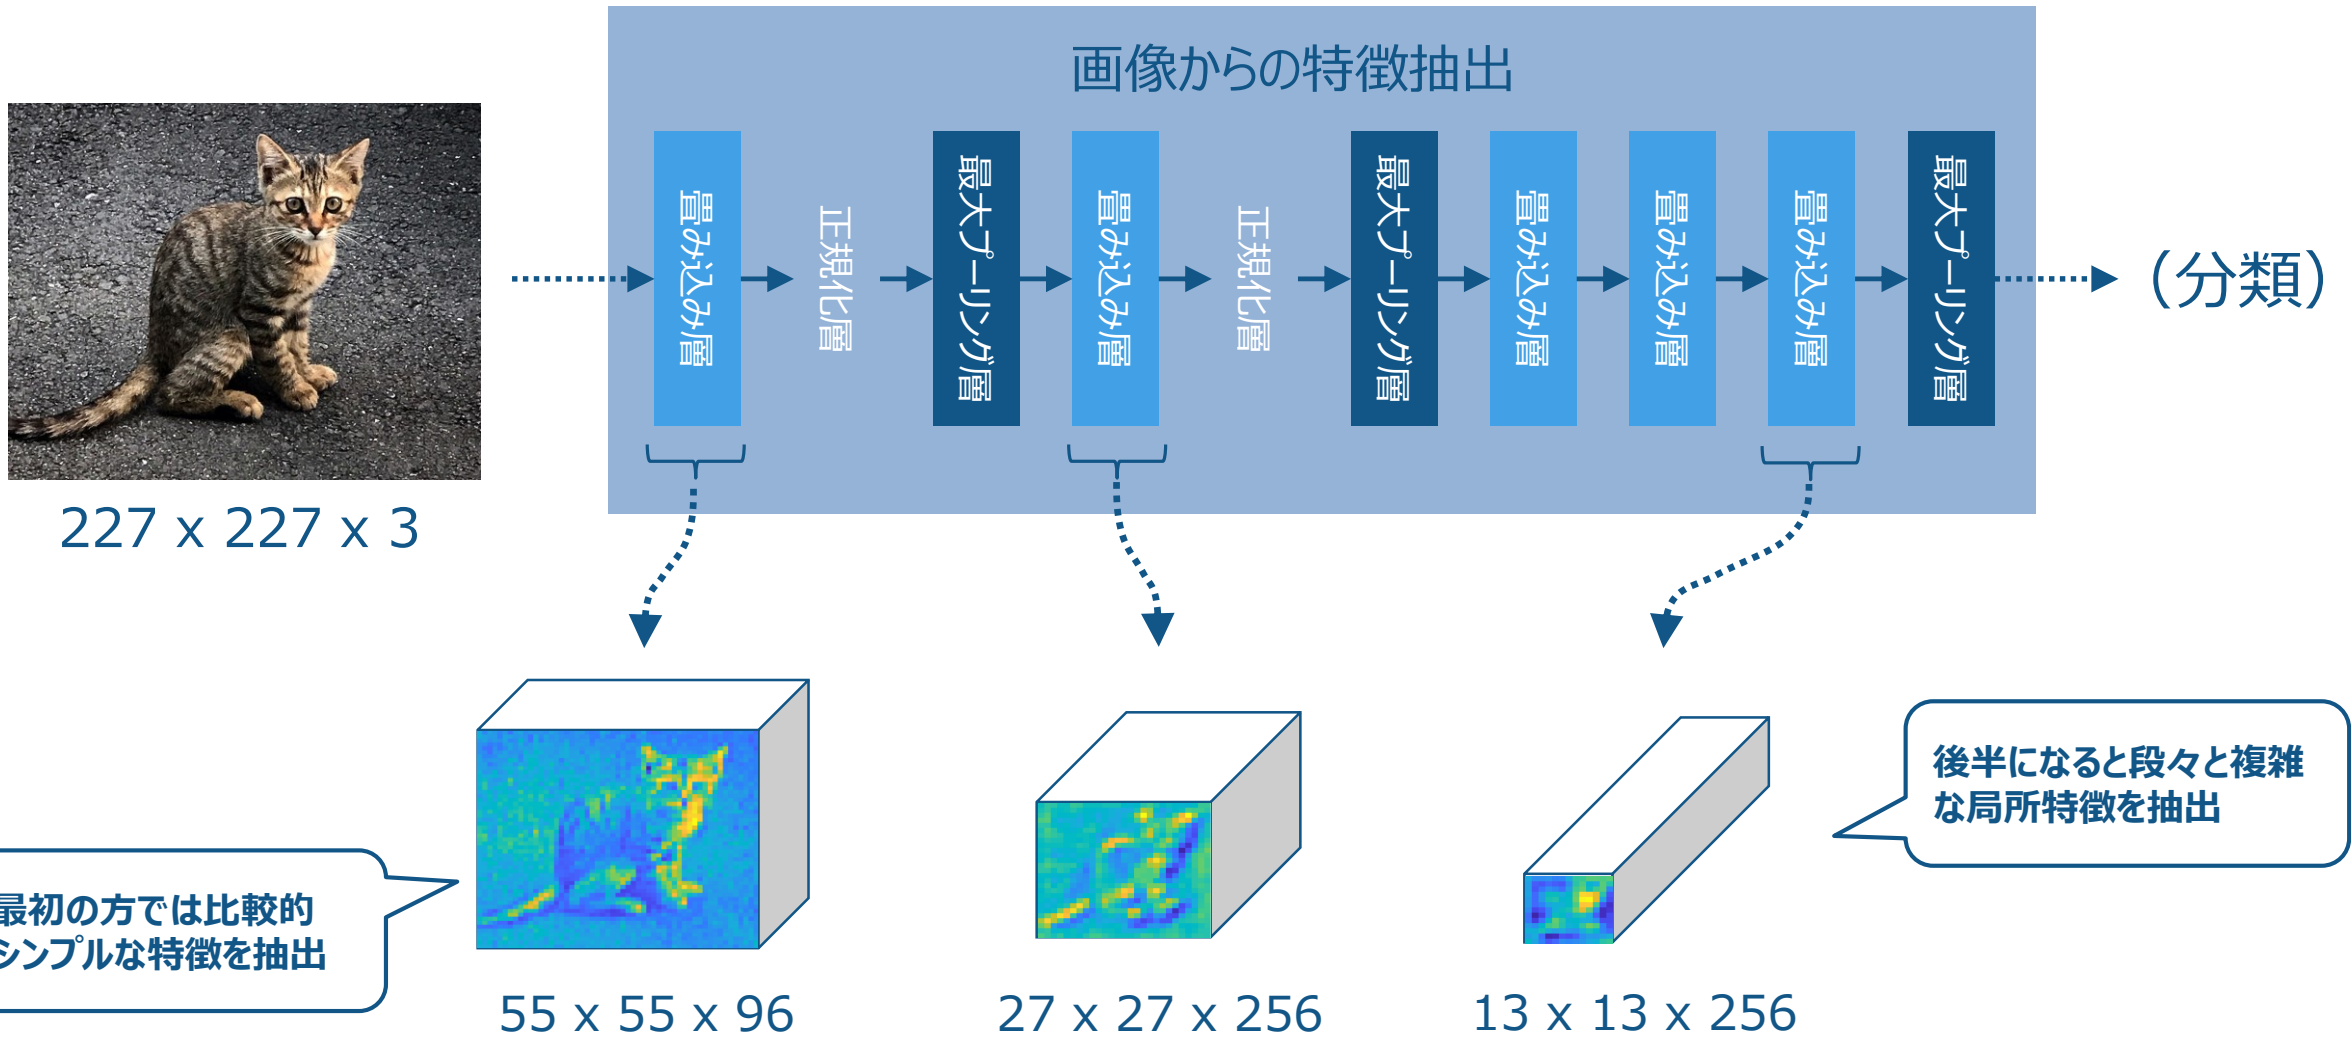 画像からの特徴抽出
畳み込み層
正規化層
最大プーリング層
畳み込み層
正規化層
最大プーリング層
畳み込み層
畳み込み層
畳み込み層
最大プーリング層
（分類）
227 x 227 x 3
最初の方では比較的
シンプルな特徴を抽出
後半になると段々と複雑
な局所特徴を抽出
55 x 55 x 96
27 x 27 x 256
13 x 13 x 256